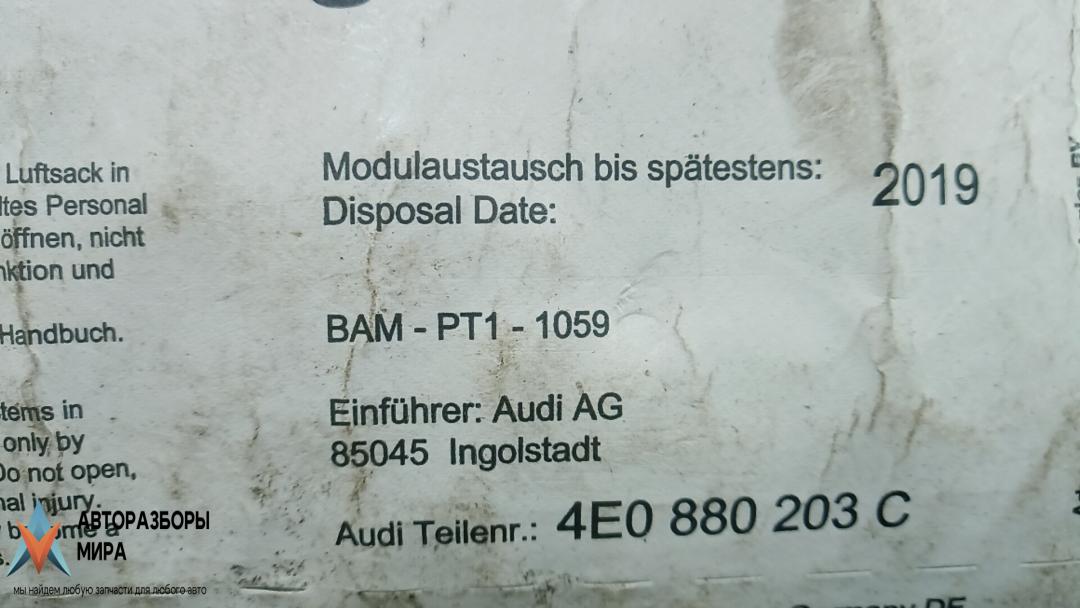 Luftsack in
ltes Personal
öffnen, nicht
nktion und
Handbuch.
tems in
only by
Do not open,
nal injury.
Modulaustausch bis spätestens: 2019
Disposal Date:
BAM - PT1 - 1059
Einführer: Audi AG
85045 Ingolstadt
Audi Teilenr.: 4E0 880 203 C
АВТОРАЗБОРЫ
МИРА
мы найдем любую запчасти для любого авто